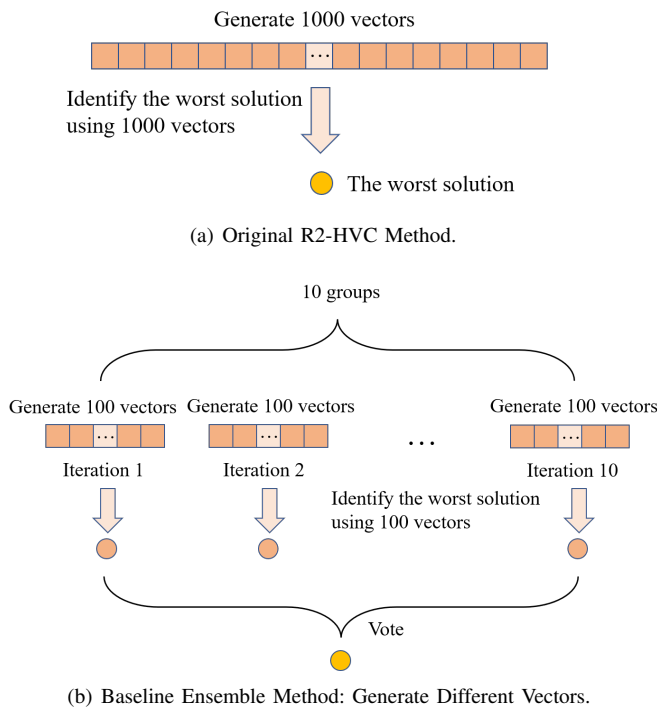 Generate 1000 vectors
...
Identify the worst solution
using 1000 vectors
The worst solution
(a) Original R2-HVC Method.
10 groups
Generate 100 vectors Generate 100 vectors Generate 100 vectors
... ... ... ...
Iteration 1 Iteration 2 Iteration 10
Identify the worst solution
using 100 vectors
Vote
(b) Baseline Ensemble Method: Generate Different Vectors.